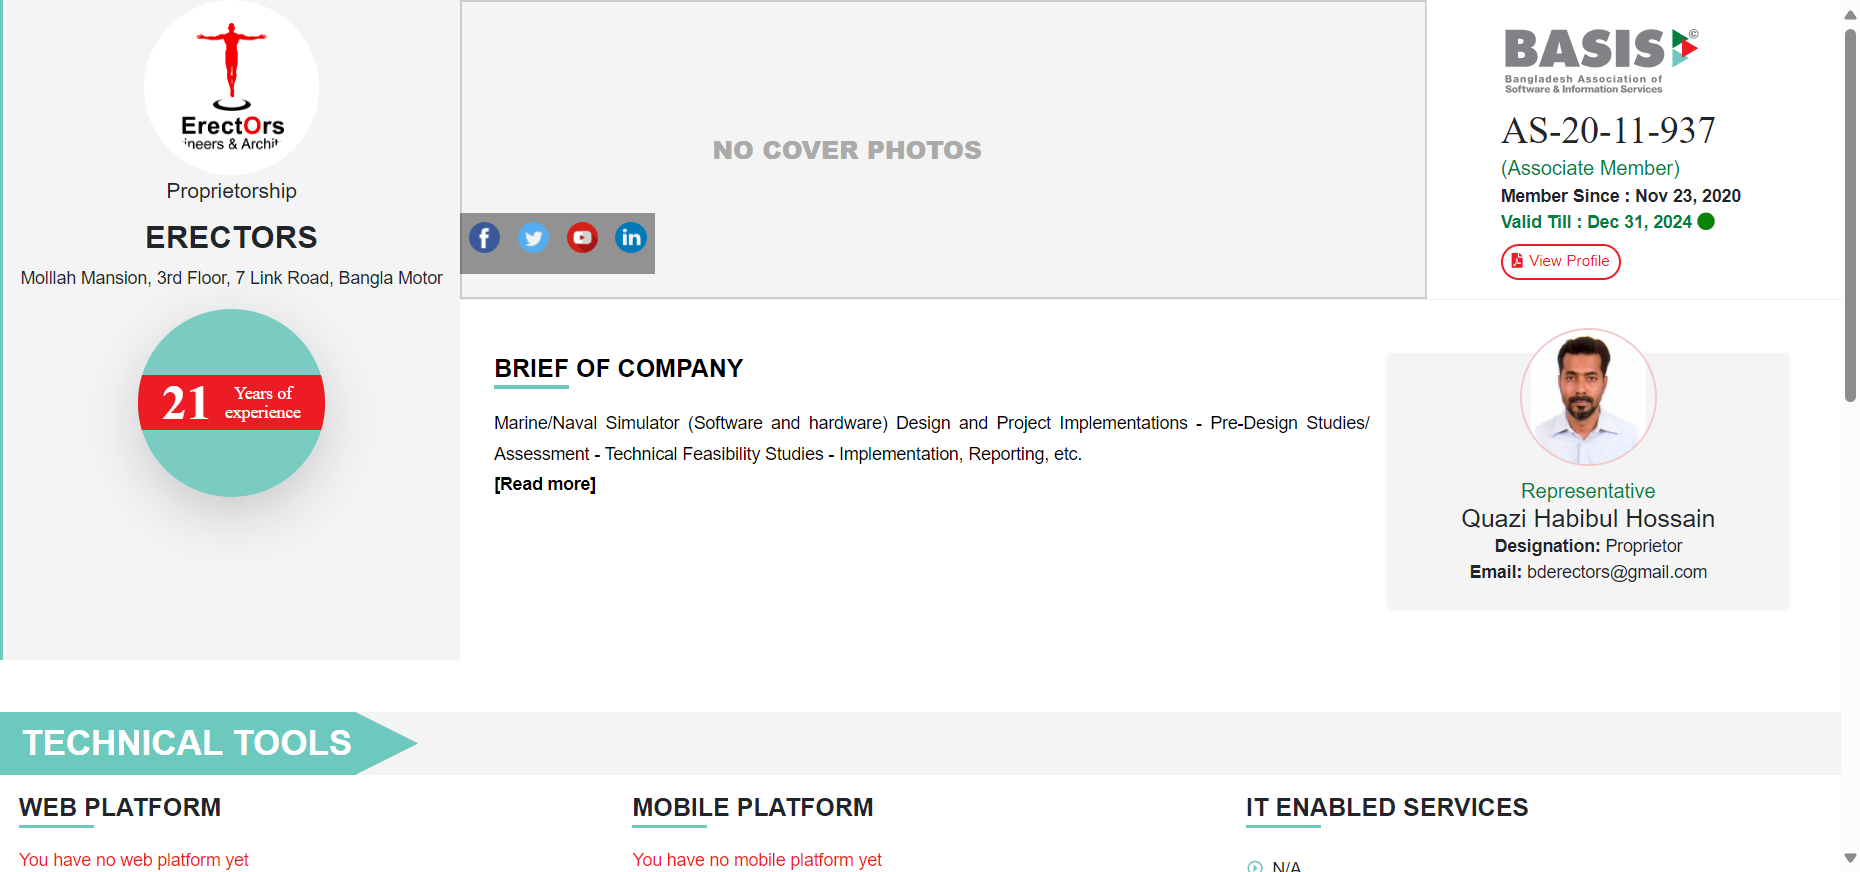 ErectOrs
ineers & Archit
Proprietorship
ERECTORS
Molllah Mansion, 3rd Floor, 7 Link Road, Bangla Motor
21 Years of
experience
NO COVER PHOTOS
f
in
BASIS ©
Bangladesh Association of
Software & Information Services
AS-20-11-937
(Associate Member)
Member Since : Nov 23, 2020
Valid Till : Dec 31, 2024
View Profile
BRIEF OF COMPANY
Marine/Naval Simulator (Software and hardware) Design and Project Implementations - Pre-Design Studies/
Assessment - Technical Feasibility Studies - Implementation, Reporting, etc.
[Read more]
Representative
Quazi Habibul Hossain
Designation: Proprietor
Email: bderectors@gmail.com
TECHNICAL TOOLS
WEB PLATFORM
You have no web platform yet
MOBILE PLATFORM
You have no mobile platform yet
IT ENABLED SERVICES
N/A